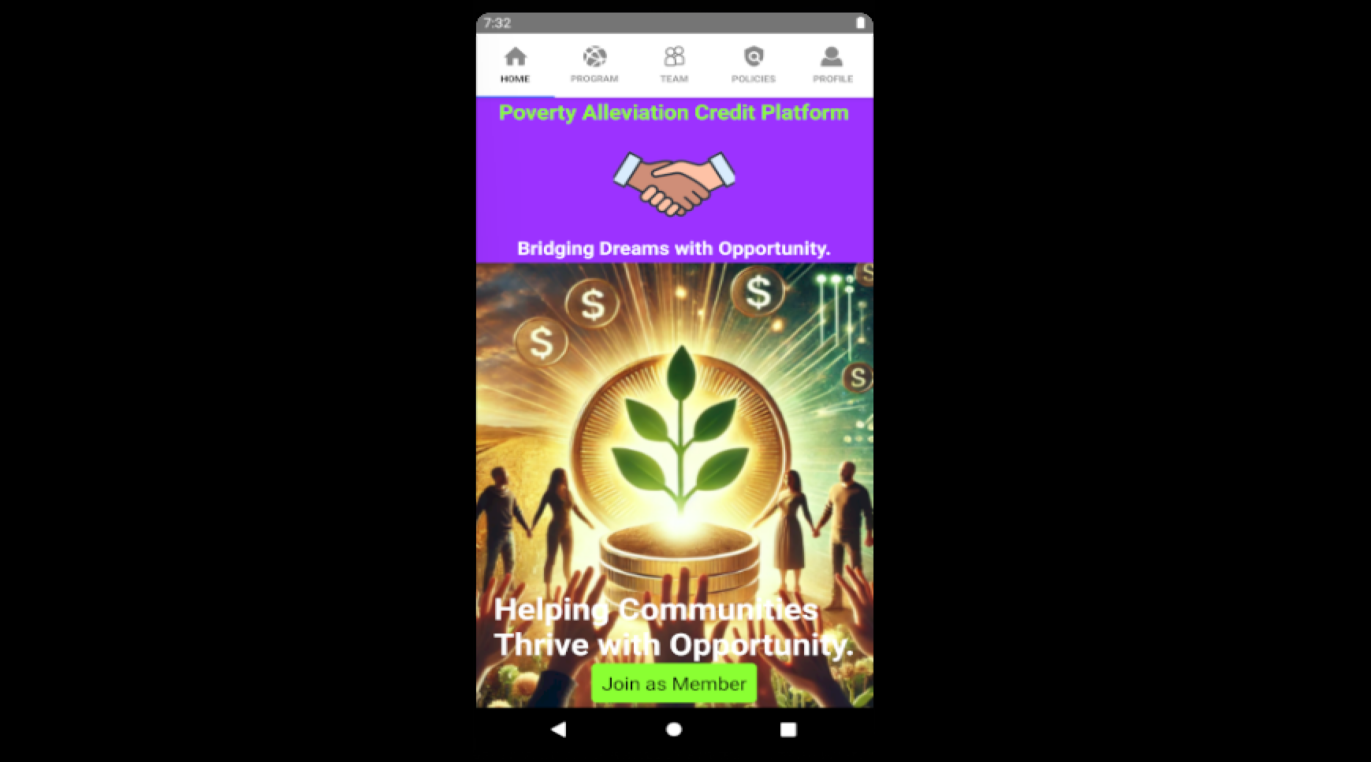 7:32
HOME PROGRAM TEAM POLICIES PROFILE
Poverty Alleviation Credit Platform
Bridging Dreams with Opportunity.
$ $ $ $ $
Helping Communities
Thrive with Opportunity.
Join as Member